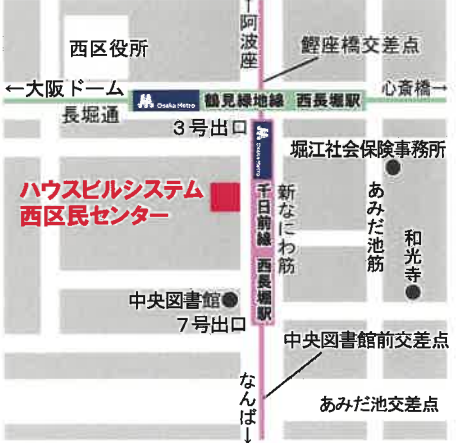 ↑阿波座
西区役所
鰹座橋交差点
←大阪ドーム
心斎橋→
Osaka Metro
鶴見緑地線 西長堀駅
長堀通
3号出口
Osaka Metro
堀江社会保険事務所
ハウスビルシステム
西区民センター
千日前線 西長堀駅
新なにわ筋
あみだ池筋
和光寺
中央図書館
7号出口
中央図書館前交差点
なんば↓
あみだ池交差点